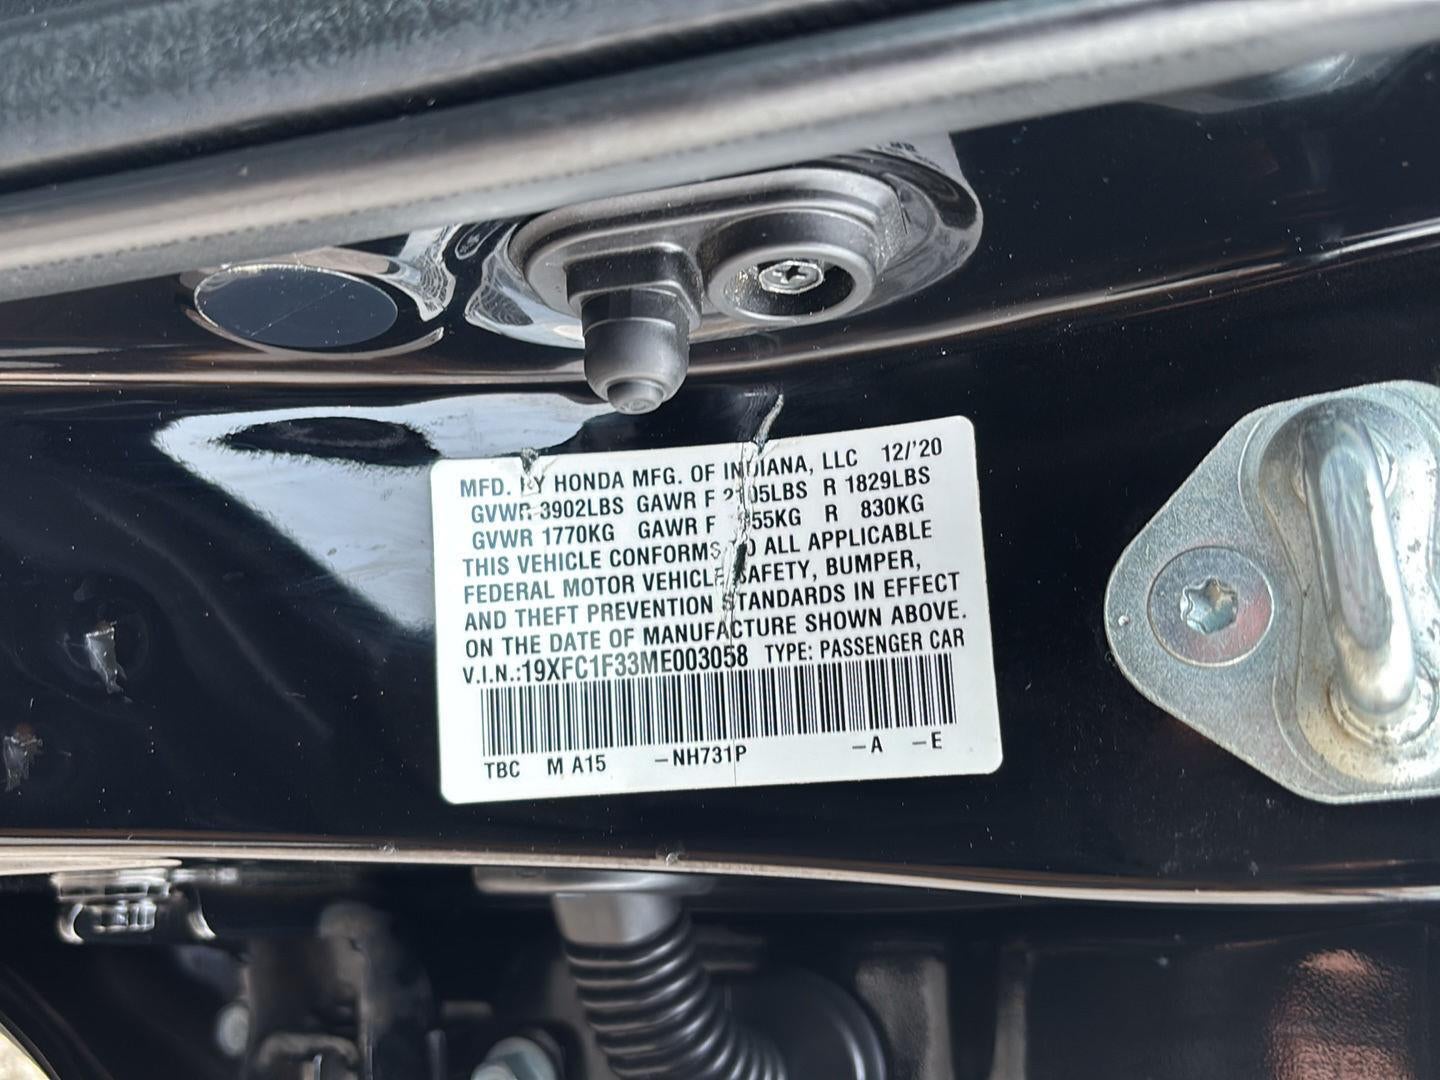 MFD. BY HONDA MFG. OF INDIANA, LLC 12/'20
GVWR 3902LBS GAWR F R 1829LBS
GVWR 1770KG GAWR F R 830KG
THIS VEHICLE CONFORMS TO ALL APPLICABLE
FEDERAL MOTOR VEHICLE SAFETY, BUMPER,
AND THEFT PREVENTION STANDARDS IN EFFECT
ON THE DATE OF MANUFACTURE SHOWN ABOVE.
V.I.N.:19XFC1F33ME003058 TYPE: PASSENGER CAR
TBC M A15 -NH731P -A -E